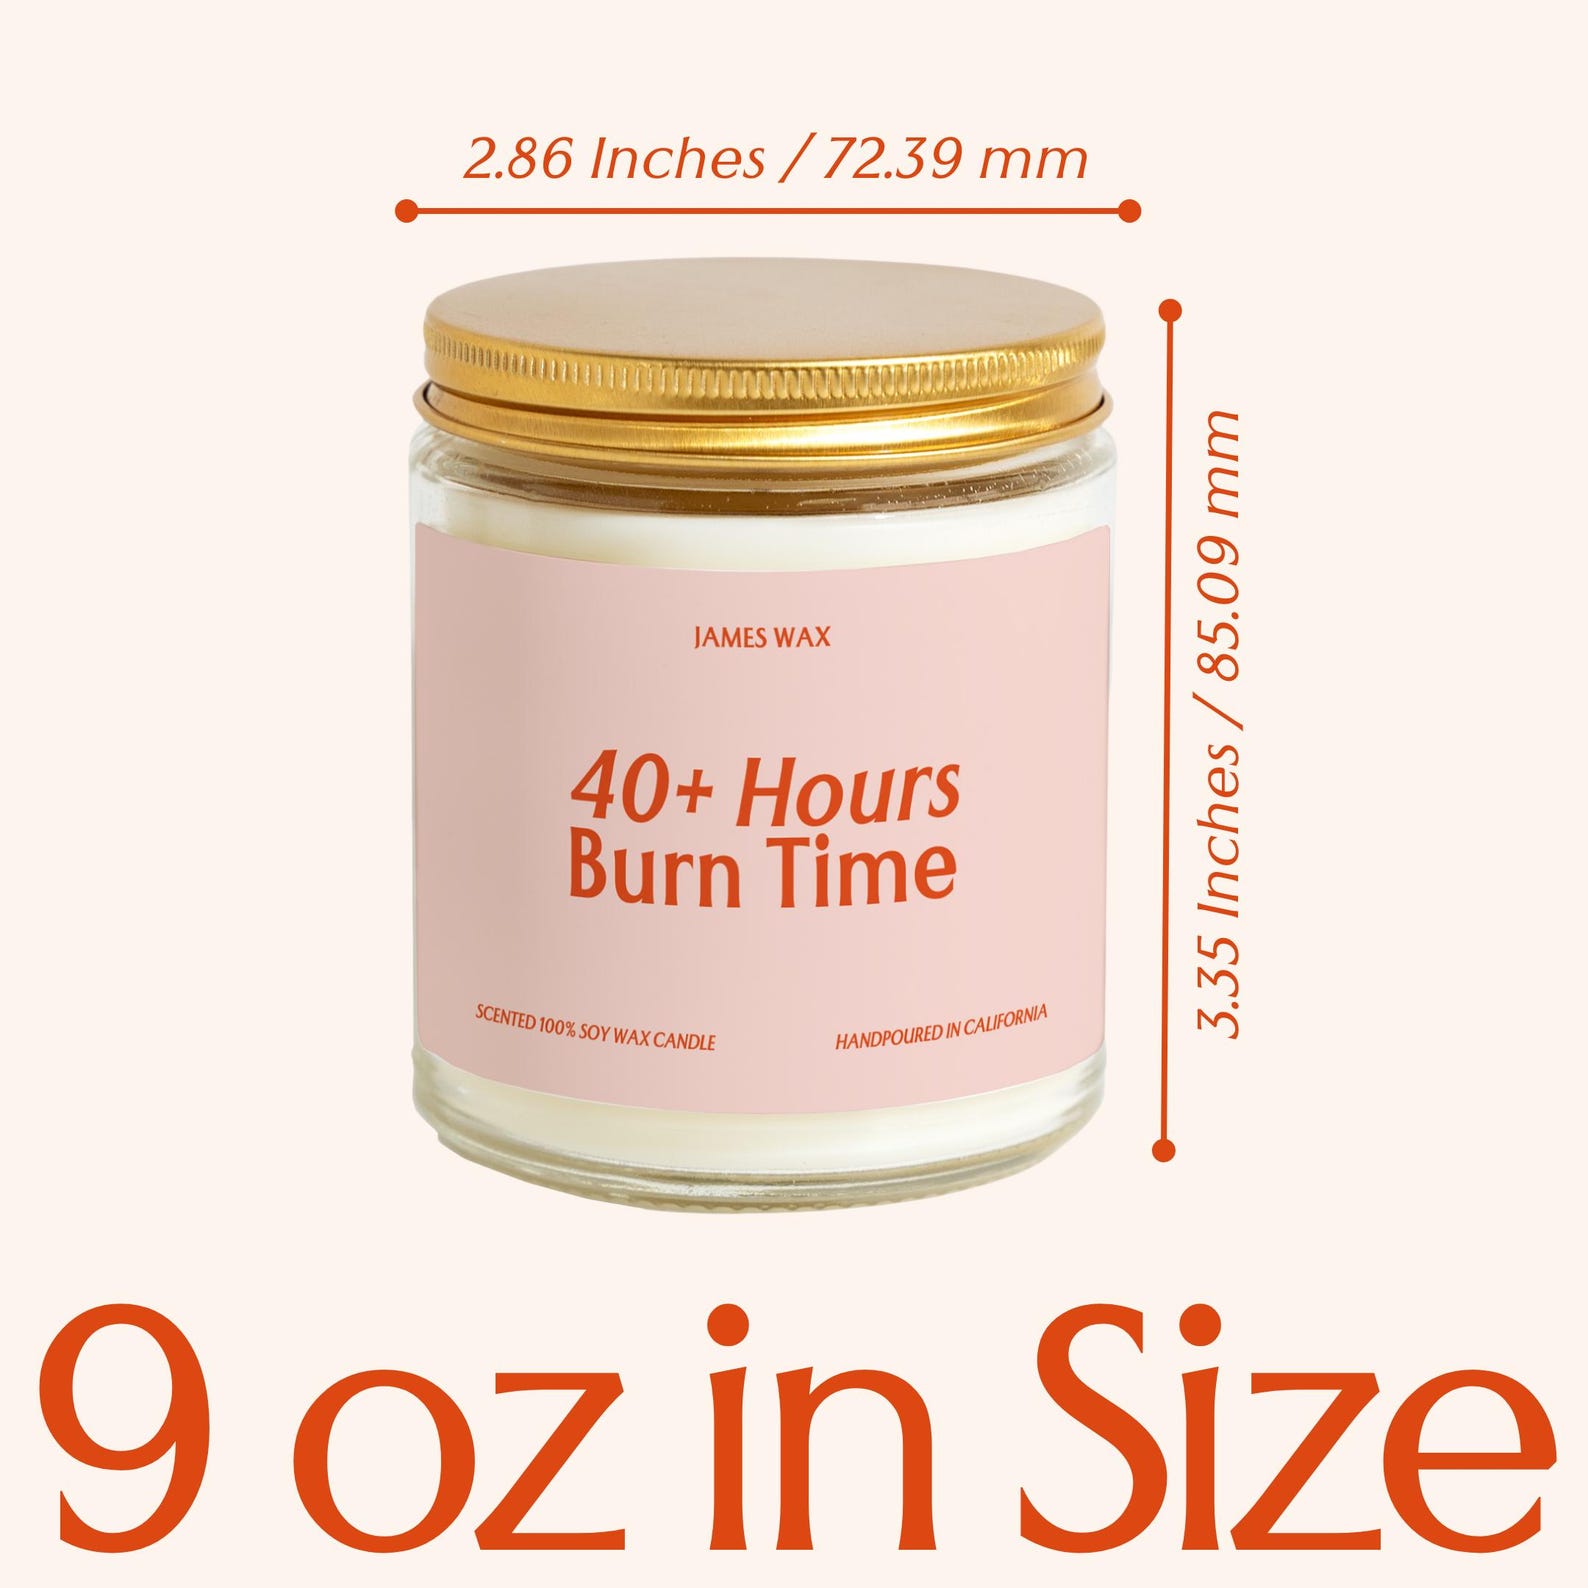 2.86 Inches / 72.39 mm
3.35 Inches / 85.09 mm
JAMES WAX
40+ Hours
Burn Time
SCENTED 100% SOY WAX CANDLE
HANDPOURED IN CALIFORNIA
9 oz in Size